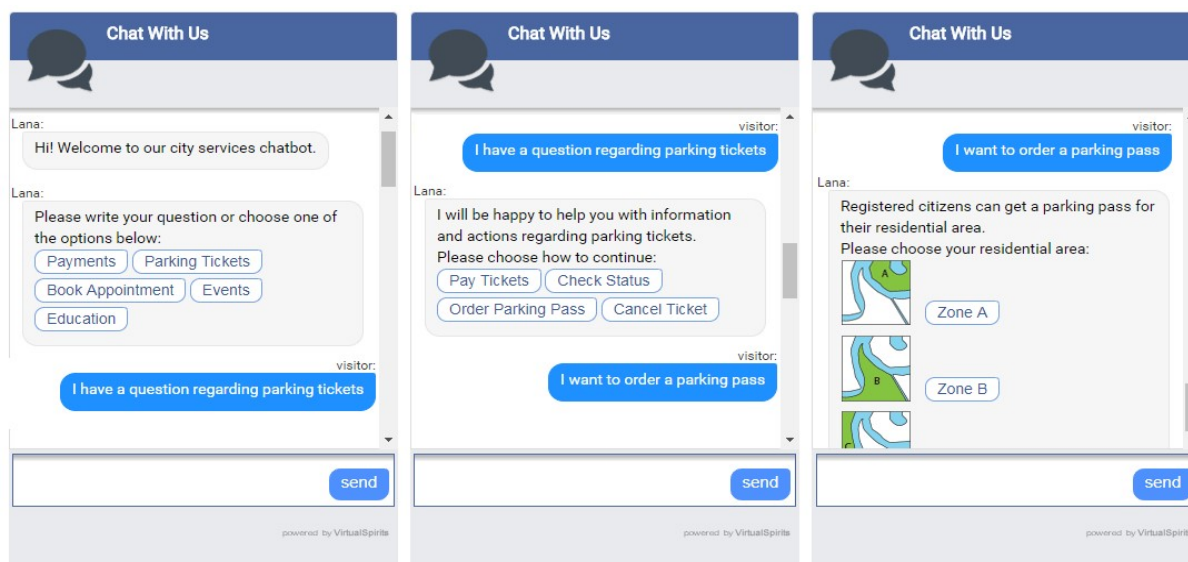 Chat With Us
Lana:
Hi! Welcome to our city services chatbot.
Lana:
Please write your question or choose one of
the options below:
Payments Parking Tickets
Book Appointment Events
Education
visitor:
I have a question regarding parking tickets
send
powered by VirtualSpirits
Chat With Us
visitor:
I have a question regarding parking tickets
Lana:
I will be happy to help you with information
and actions regarding parking tickets.
Please choose how to continue:
Pay Tickets Check Status
Order Parking Pass Cancel Ticket
visitor:
I want to order a parking pass
send
powered by VirtualSpirits
Chat With Us
visitor:
I want to order a parking pass
Lana:
Registered citizens can get a parking pass for
their residential area.
Please choose your residential area:
A
Zone A
B
Zone B
C
send
powered by VirtualSpirit